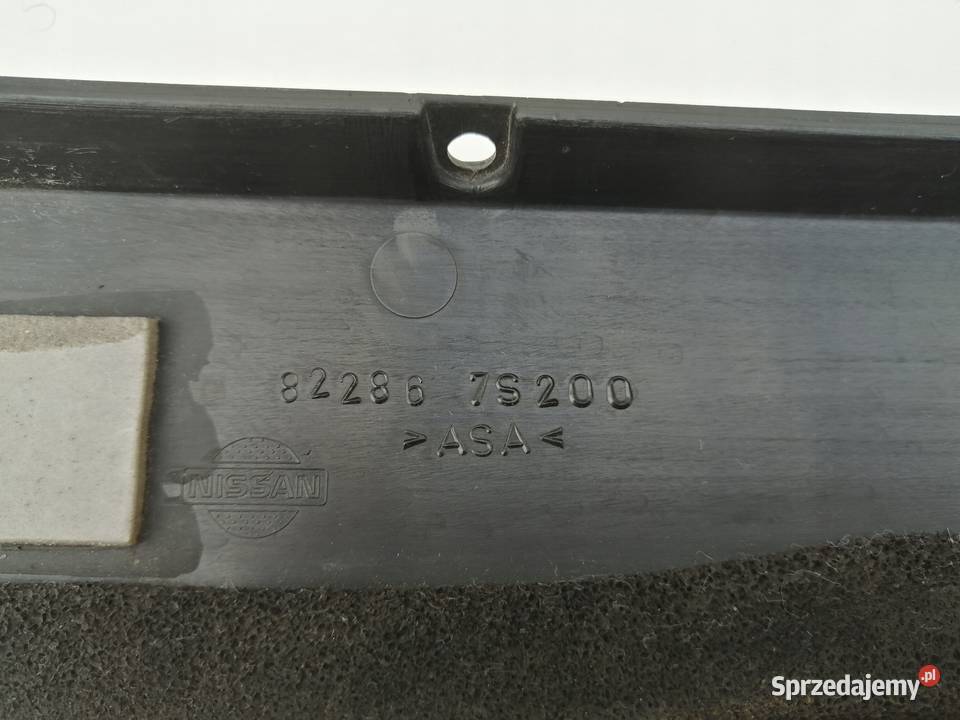 82286 7S200
>ASA<
NISSAN
Sprzedajemy.pl